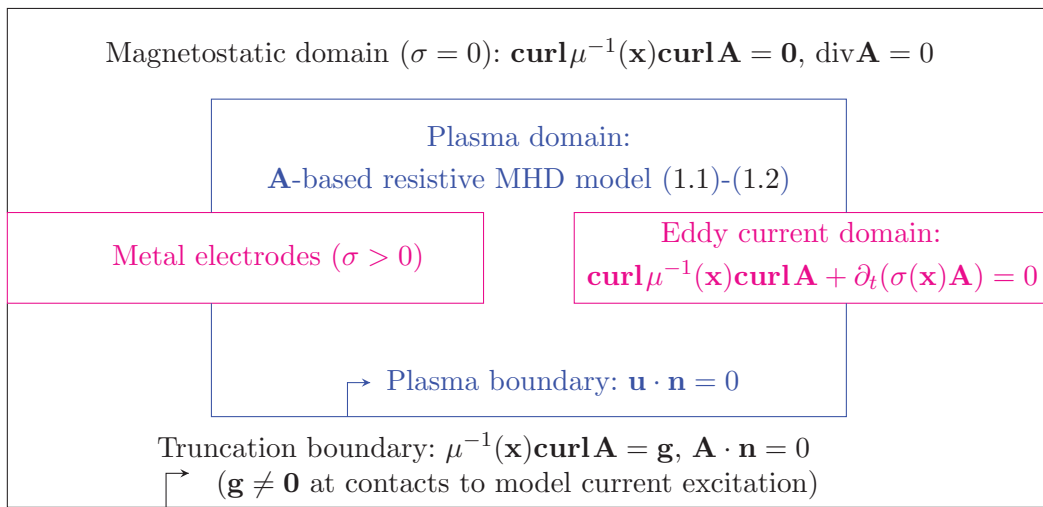 Magnetostatic domain (σ = 0): curlμ⁻¹(x)curlA = 0, divA = 0
Plasma domain:
A-based resistive MHD model (1.1)-(1.2)
Metal electrodes (σ > 0)
Eddy current domain:
curlμ⁻¹(x)curlA + ∂ₜ(σ(x)A) = 0
Plasma boundary: u · n = 0
Truncation boundary: μ⁻¹(x)curlA = g, A · n = 0
(g ≠ 0 at contacts to model current excitation)